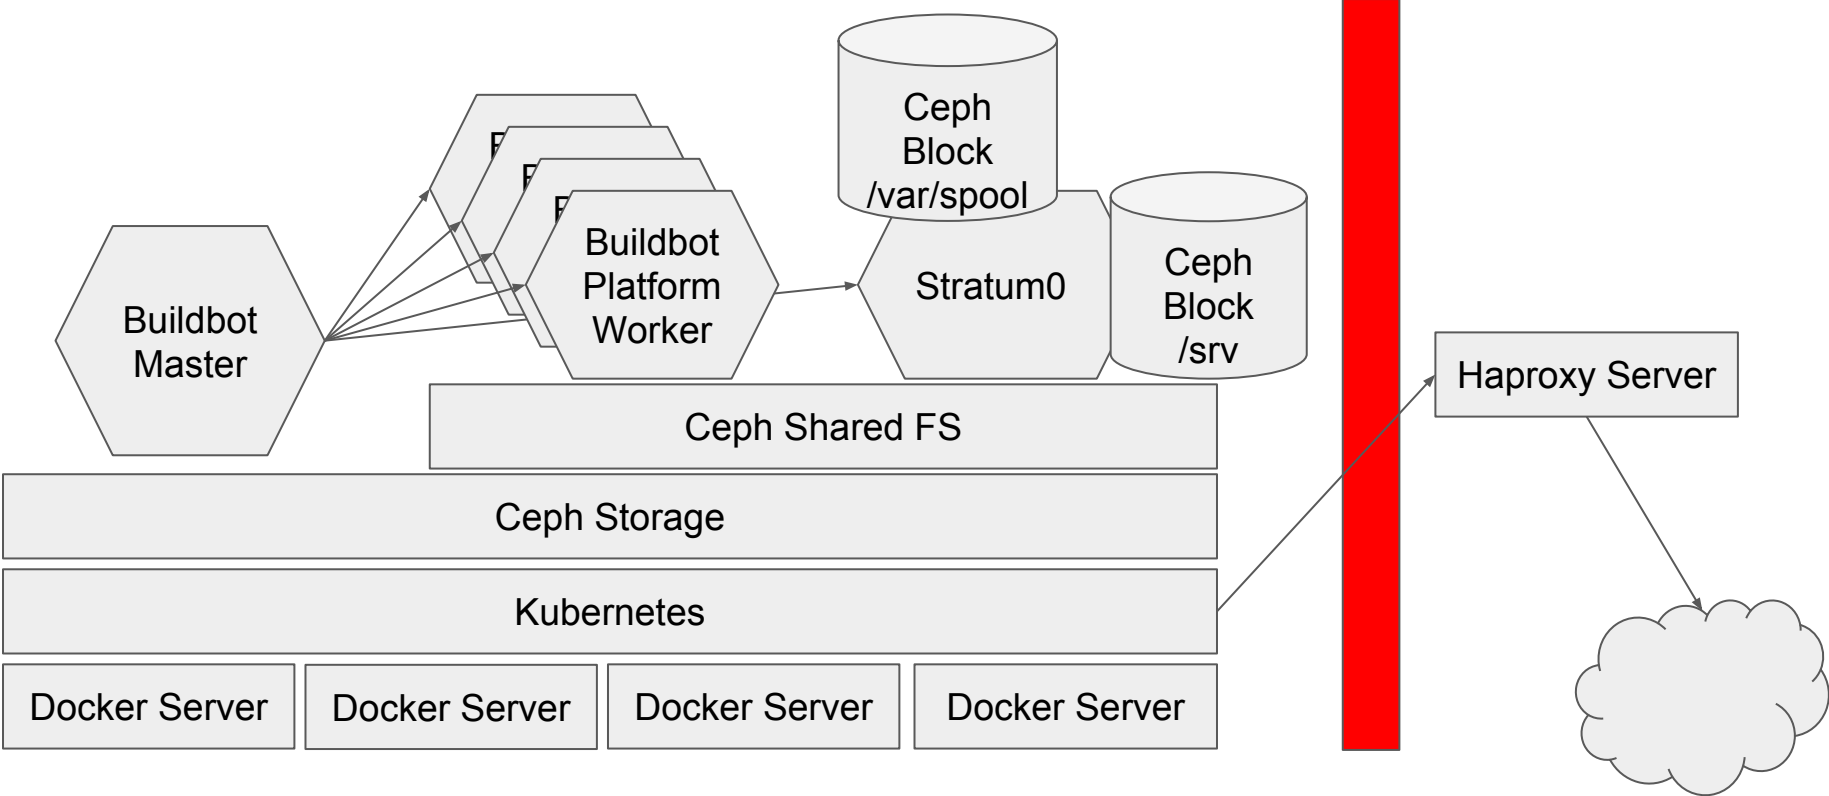 Ceph
Block
/var/spool
Buildbot
Platform
Worker
Stratum0
Ceph
Block
/srv
Buildbot
Master
Haproxy Server
Ceph Shared FS
Ceph Storage
Kubernetes
Docker Server
Docker Server
Docker Server
Docker Server